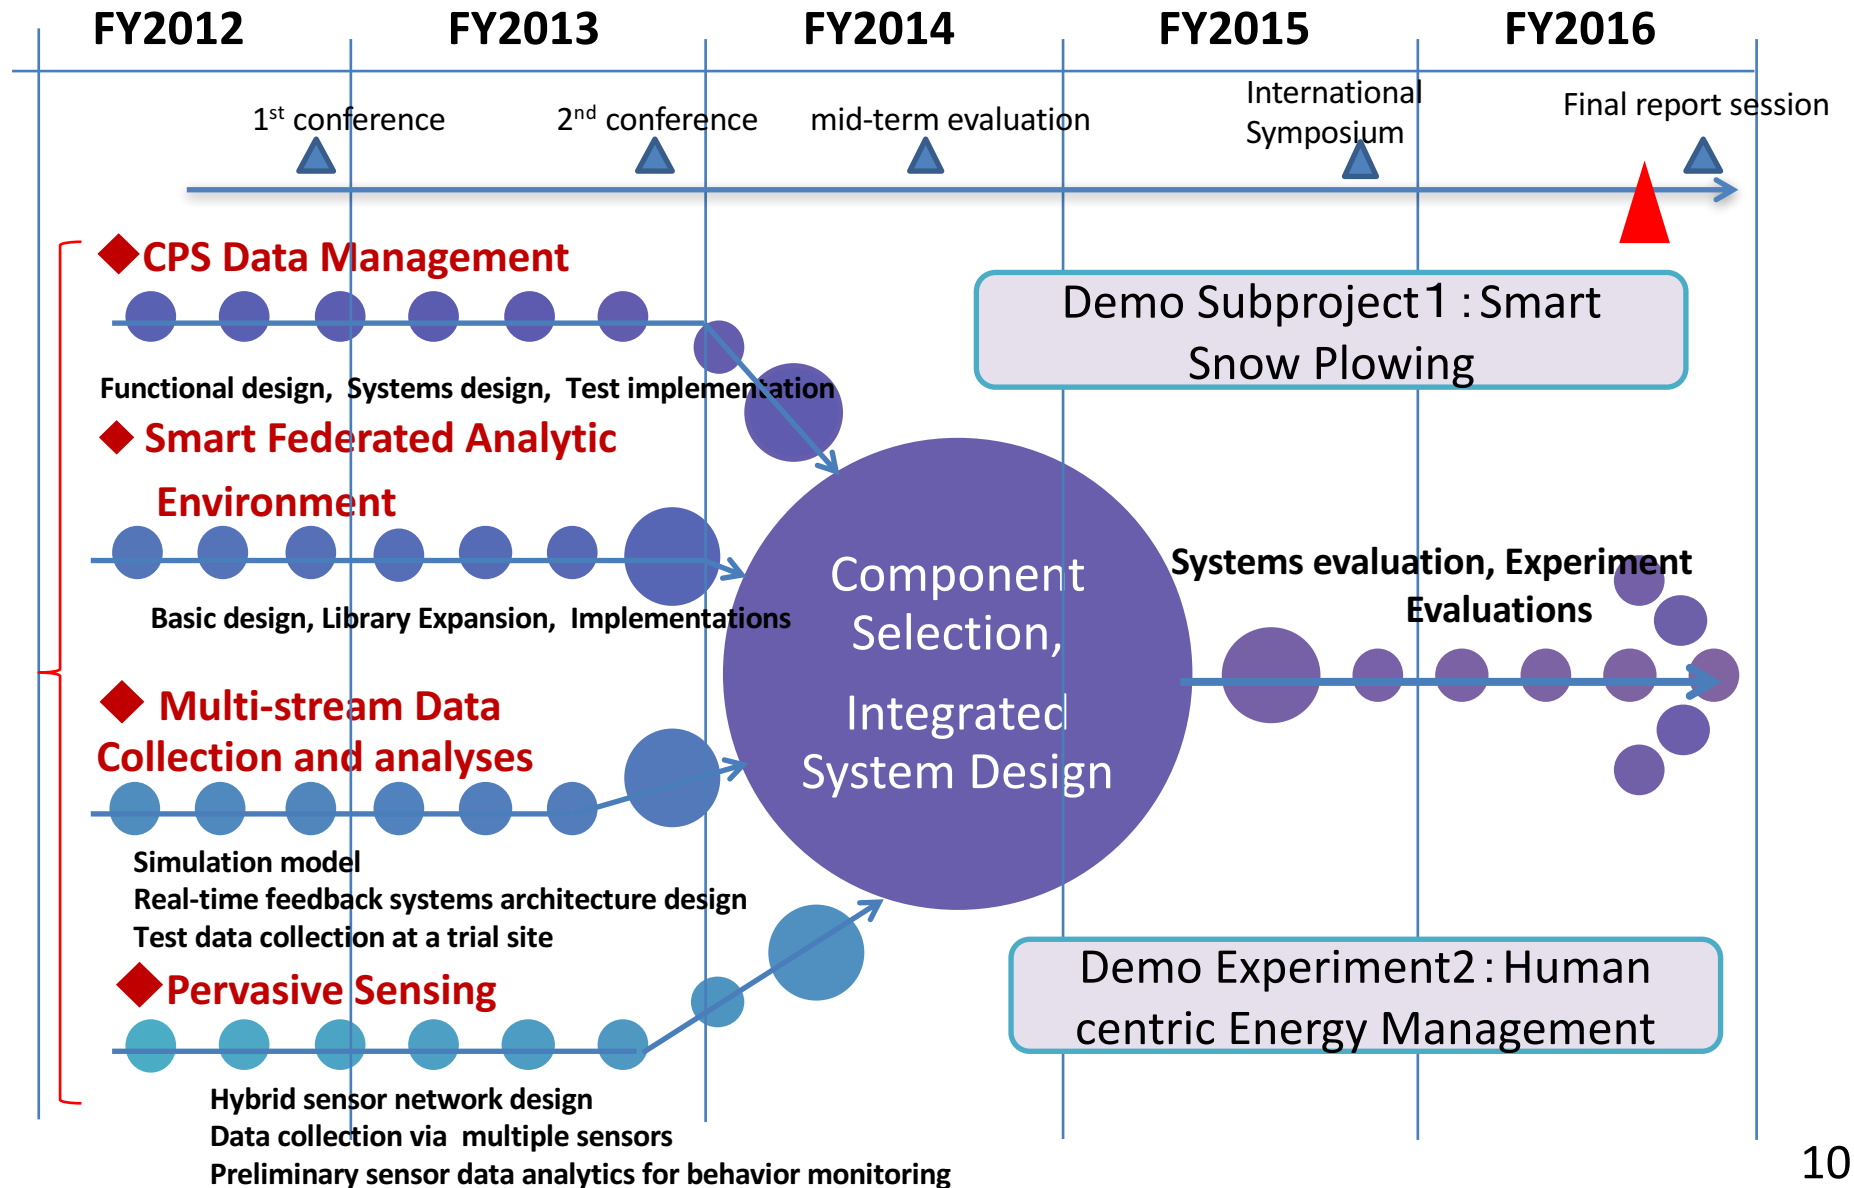 FY2012 FY2013 FY2014 FY2015 FY2016
1st conference
2nd conference
mid-term evaluation
International
Symposium
Final report session
CPS Data Management
Functional design, Systems design, Test implementation
Smart Federated Analytic
Environment
Basic design, Library Expansion, Implementations
Multi-stream Data
Collection and analyses
Simulation model
Real-time feedback systems architecture design
Test data collection at a trial site
Pervasive Sensing
Hybrid sensor network design
Data collection via multiple sensors
Preliminary sensor data analytics for behavior monitoring
Component
Selection,
Integrated
System Design
Demo Subproject1：Smart
Snow Plowing
Systems evaluation, Experiment
Evaluations
Demo Experiment2：Human
centric Energy Management
10